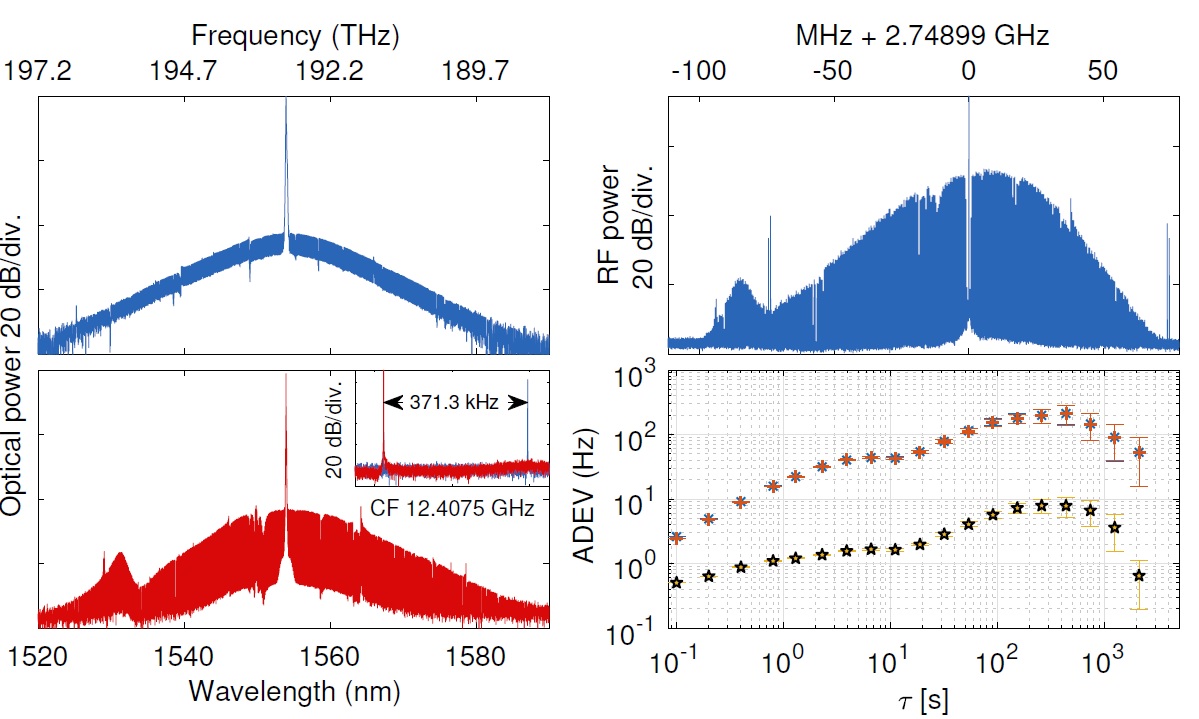 Frequency (THz)
197.2 194.7 192.2 189.7
Optical power 20 dB/div.
20 dB/div.
371.3 kHz
CF 12.4075 GHz
1520 1540 1560 1580
Wavelength (nm)
MHz + 2.74899 GHz
-100 -50 0 50
RF power
20 dB/div.
ADEV (Hz)
10³
10²
10¹
10⁰
10⁻¹
10⁻¹ 10⁰ 10¹ 10² 10³
τ [s]